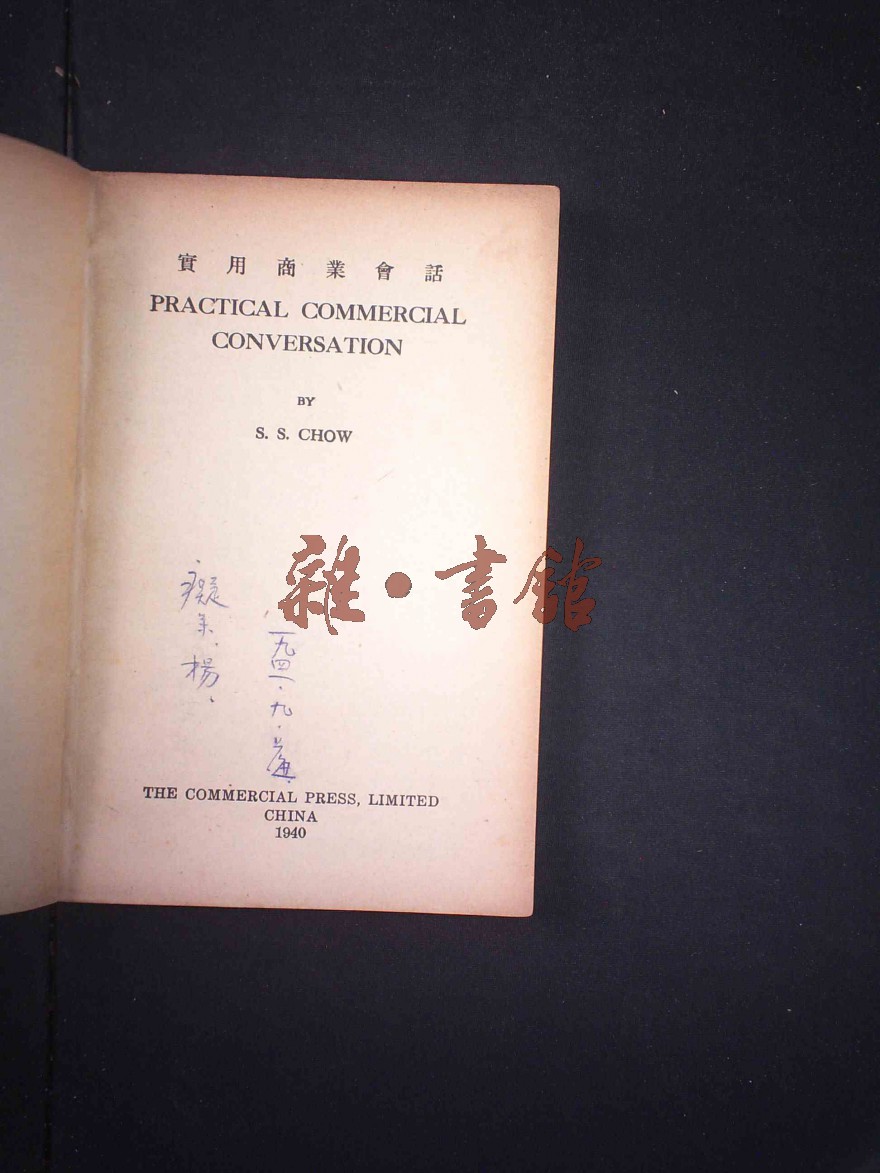 實用商業會話
PRACTICAL COMMERCIAL
CONVERSATION
BY
S. S. CHOW
雜·書館
一九四一·九·
楊
THE COMMERCIAL PRESS, LIMITED
CHINA
1940